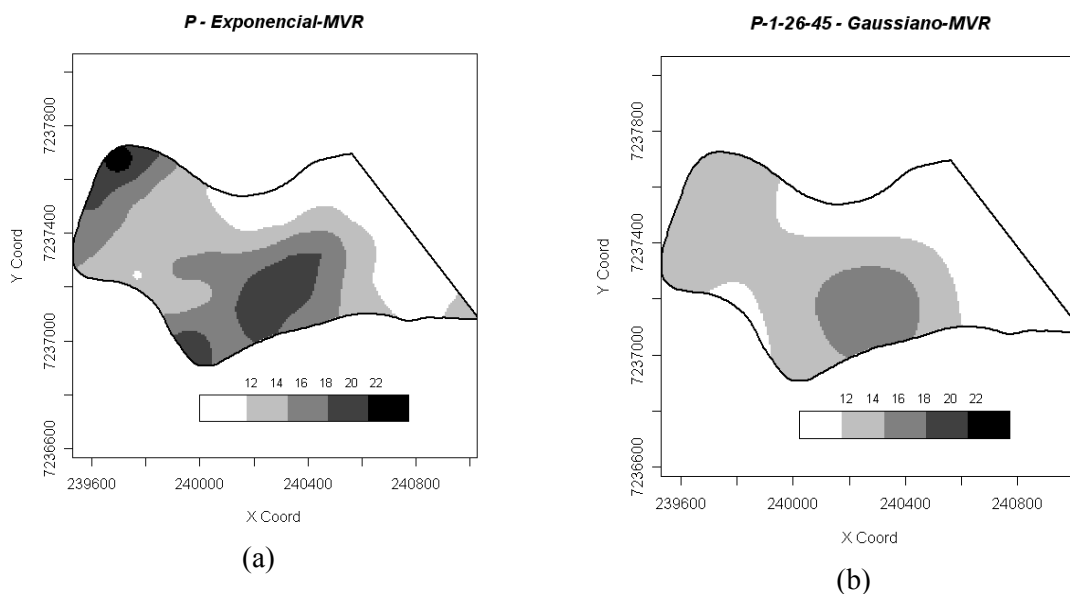 P - Exponencial-MVR
Y Coord
7236600 7237000 7237400 7237800
12 14 16 18 20 22
239600 240000 240400 240800
X Coord
(a)
P-1-26-45 - Gaussiano-MVR
Y Coord
7236600 7237000 7237400 7237800
12 14 16 18 20 22
239600 240000 240400 240800
X Coord
(b)